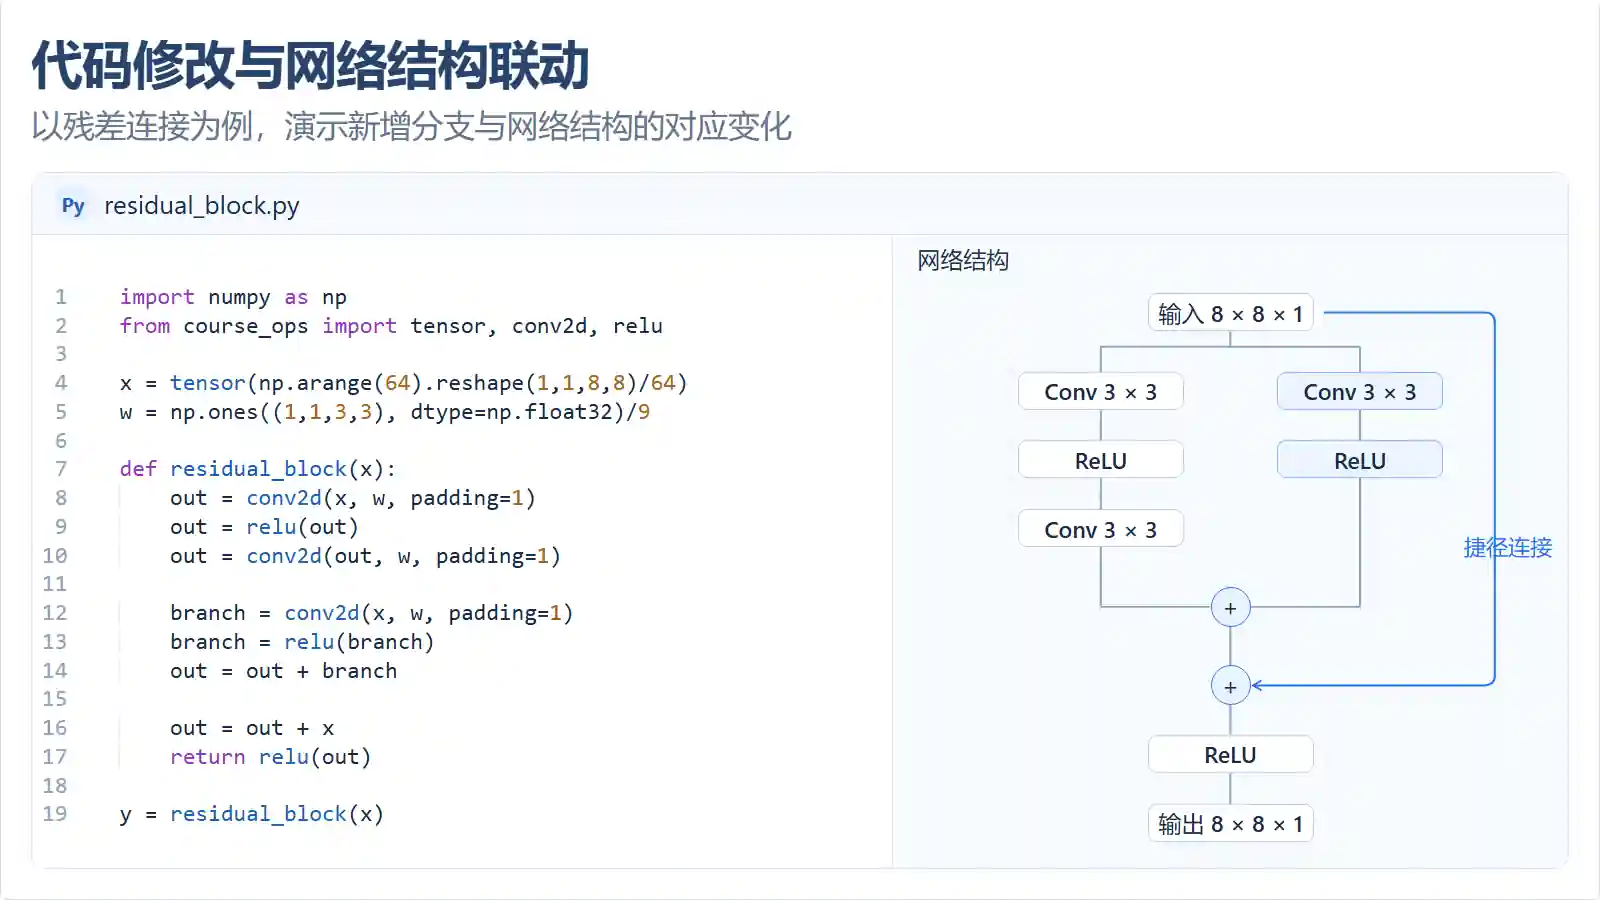 代码修改与网络结构联动
以残差连接为例，演示新增分支与网络结构的对应变化
Py residual_block.py
1 import numpy as np
2 from course_ops import tensor, conv2d, relu
3
4 x = tensor(np.arange(64).reshape(1,1,8,8)/64)
5 w = np.ones((1,1,3,3), dtype=np.float32)/9
6
7 def residual_block(x):
8     out = conv2d(x, w, padding=1)
9     out = relu(out)
10     out = conv2d(out, w, padding=1)
11
12     branch = conv2d(x, w, padding=1)
13     branch = relu(branch)
14     out = out + branch
15
16     out = out + x
17     return relu(out)
18
19 y = residual_block(x)
网络结构
输入 8 × 8 × 1
Conv 3 × 3
Conv 3 × 3
ReLU
ReLU
Conv 3 × 3
捷径连接
+
+
ReLU
输出 8 × 8 × 1